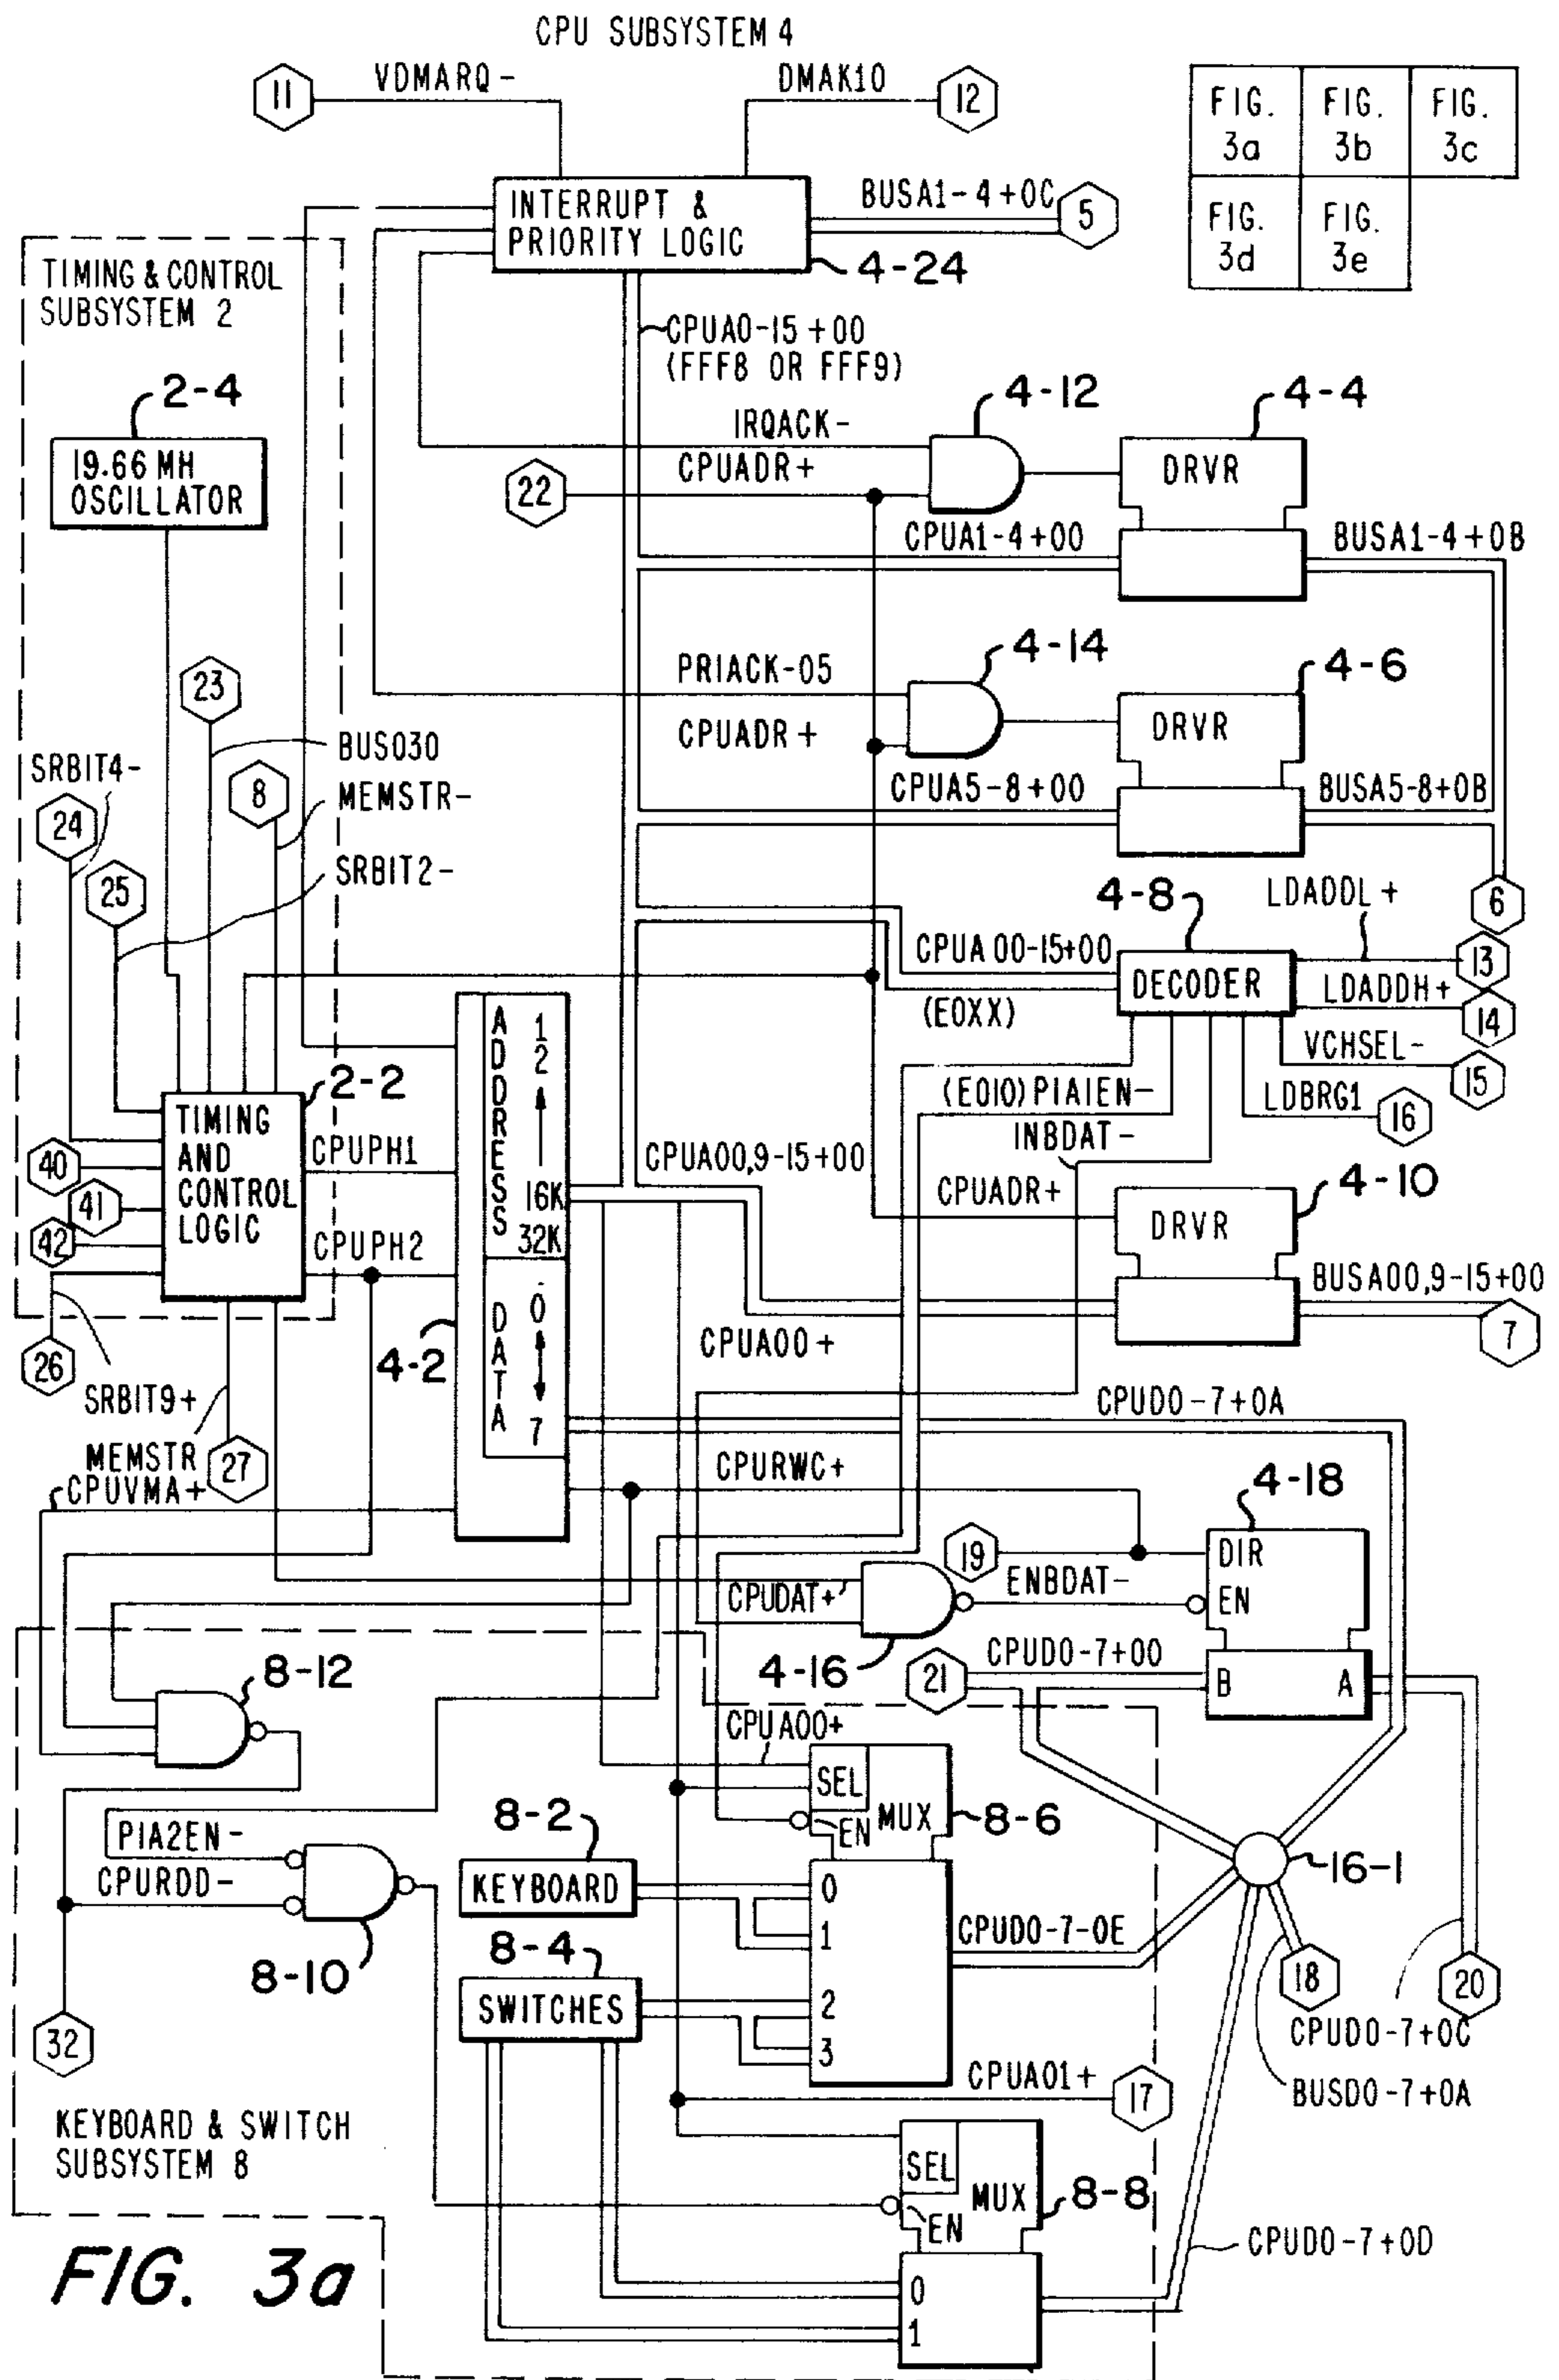 CPU SUBSYSTEM 4
11
VDMARQ-
DMAK10
12
FIG. 3a
FIG. 3b
FIG. 3c
FIG. 3d
FIG. 3e
INTERRUPT &
PRIORITY LOGIC
BUSA1-4+0C
5
4-24
TIMING & CONTROL
SUBSYSTEM 2
CPUA0-15+00
(FFF8 OR FFF9)
2-4
19.66 MH
OSCILLATOR
4-12
4-4
IRQACK-
22
CPUADR+
DRVR
CPUA1-4+00
BUSA1-4+0B
4-14
4-6
PRIACK-05
CPUADR+
DRVR
23
BUS030
SRBIT4-
8
MEMSTR-
CPUA5-8+00
BUSA5-8+0B
24
25
SRBIT2-
4-8
LDADDL+
6
CPUA00-15+00
DECODER
13
LDADDH+
(E0XX)
14
VCHSEL-
15
(E010) PIAIEN-
LDBRG1
16
INBDAT-
2-2
TIMING
AND
CONTROL
LOGIC
40
41
42
CPUPH1
CPUPH2
ADDRESS
1
2
16K
32K
DATA
0
7
4-2
CPUA00,9-15+00
CPUADR+
4-10
DRVR
BUSA00,9-15+00
7
26
SRBIT9+
MEMSTR
27
CPUA00+
CPUD0-7+0A
CPUVMA+
CPURWC+
4-18
19
DIR
CPUDAT+
ENBDAT-
EN
4-16
21
CPUD0-7+00
B
A
8-12
CPUA00+
SEL
MUX
EN
8-6
PIA2EN-
CPURDD-
8-10
8-2
KEYBOARD
0
1
16-1
CPUD0-7-0E
8-4
SWITCHES
2
3
18
20
32
CPUD0-7+0C
BUSD0-7+0A
CPUA01+
17
KEYBOARD & SWITCH
SUBSYSTEM 8
SEL
MUX
EN
8-8
CPUD0-7+0D
0
1
FIG. 3a